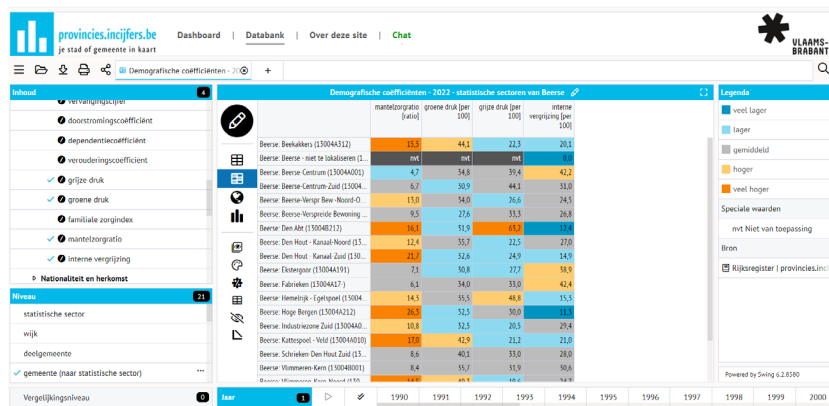 provincies.incijfers.be
je stad of gemeente in kaart
Dashboard | Databank | Over deze site | Chat
VLAAMS-
BRABANT
Demografische coëfficiënten - 20
+
Inhoud 4
vervangingscijfer
doorstromingscoëfficiënt
dependentiecoëfficiënt
verouderingscoëfficient
grijze druk
groene druk
familiale zorgindex
mantelzorgratio
interne vergrijzing
Nationaliteit en herkomst
Niveau 21
statistische sector
wijk
deelgemeente
gemeente (naar statistische sector) ...
Vergelijkingsniveau 0
Demografische coëfficiënten - 2022 - statistische sectoren van Beerse
mantelzorgratio [ratio] groene druk [per 100] grijze druk [per 100] interne vergrijzing [per 100]
Beerse: Beekakkers (13004A312) 15,5 44,1 22,3 20,1
Beerse: Beerse - niet te lokaliseren (1... nvt nvt nvt 0,0
Beerse: Beerse-Centrum (13004A001) 4,7 34,8 39,4 42,2
Beerse: Beerse-Centrum-Zuid (13004... 6,7 30,9 44,1 31,0
Beerse: Beerse-Verspr Bew -Noord-O... 13,0 34,0 26,6 24,5
Beerse: Beerse-Verspreide Bewoning ... 9,5 27,6 33,3 26,8
Beerse: Den Abt (13004B212) 16,1 31,9 63,2 12,4
Beerse: Den Hout - Kanaal-Noord (13... 12,4 35,7 22,5 27,0
Beerse: Den Hout - Kanaal-Zuid (130... 21,7 32,6 24,9 14,9
Beerse: Ekstergoor (13004A191) 7,1 30,8 27,7 38,9
Beerse: Fabrieken (13004A17-) 6,1 34,0 33,0 42,4
Beerse: Hemelrijk - Egelspoel (13004... 14,3 35,5 48,8 15,3
Beerse: Hoge Bergen (13004A212) 26,3 32,3 30,0 11,3
Beerse: Industriezone Zuid (13004A0... 10,8 32,5 20,5 29,4
Beerse: Kattespoel - Veld (13004A010) 17,0 42,9 21,2 21,0
Beerse: Schrieken-Den Hout Zuid (13... 8,6 40,1 33,0 28,0
Beerse: Vlimmeren-Kern (13004B001) 8,4 35,7 31,9 30,6
Beerse: Vlimmeren-Kern-Noord (130...
Jaar 1 1990 1991 1992 1993 1994 1995 1996 1997 1998 1999 2000
Legenda
veel lager
lager
gemiddeld
hoger
veel hoger
Speciale waarden
nvt Niet van toepassing
Bron
Rijksregister | provincies.inci
Powered by Swing 6.2.8580